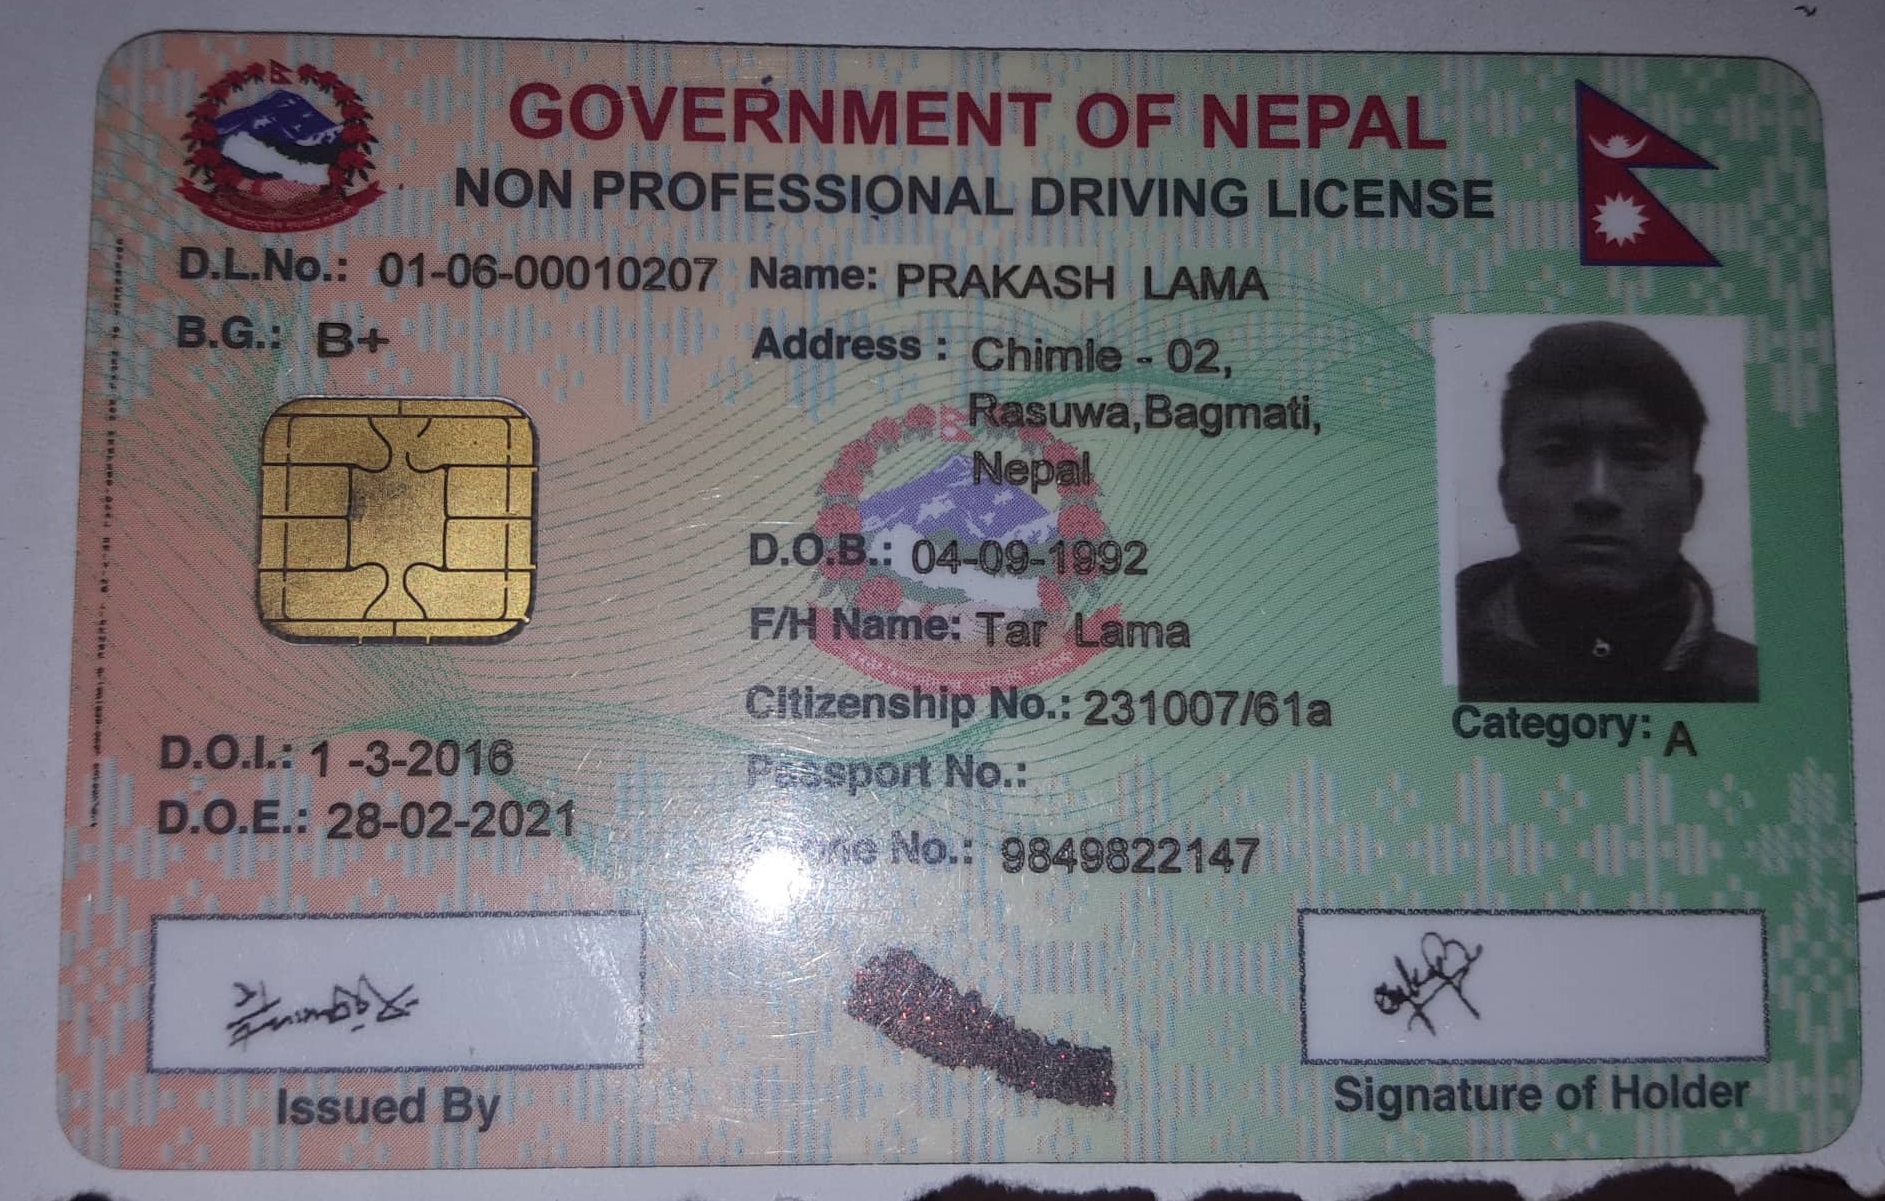 GOVERNMENT OF NEPAL
NON PROFESSIONAL DRIVING LICENSE
D.L.No.: 01-06-00010207
Name: PRAKASH LAMA
B.G.: B+
Address : Chimle - 02,
Rasuwa,Bagmati,
Nepal
D.O.B.: 04-09-1992
F/H Name: Tar Lama
Citizenship No.: 231007/61a
Category: A
D.O.I.: 1 -3-2016
Passport No.:
D.O.E.: 28-02-2021
No.: 9849822147
Issued By
Signature of Holder